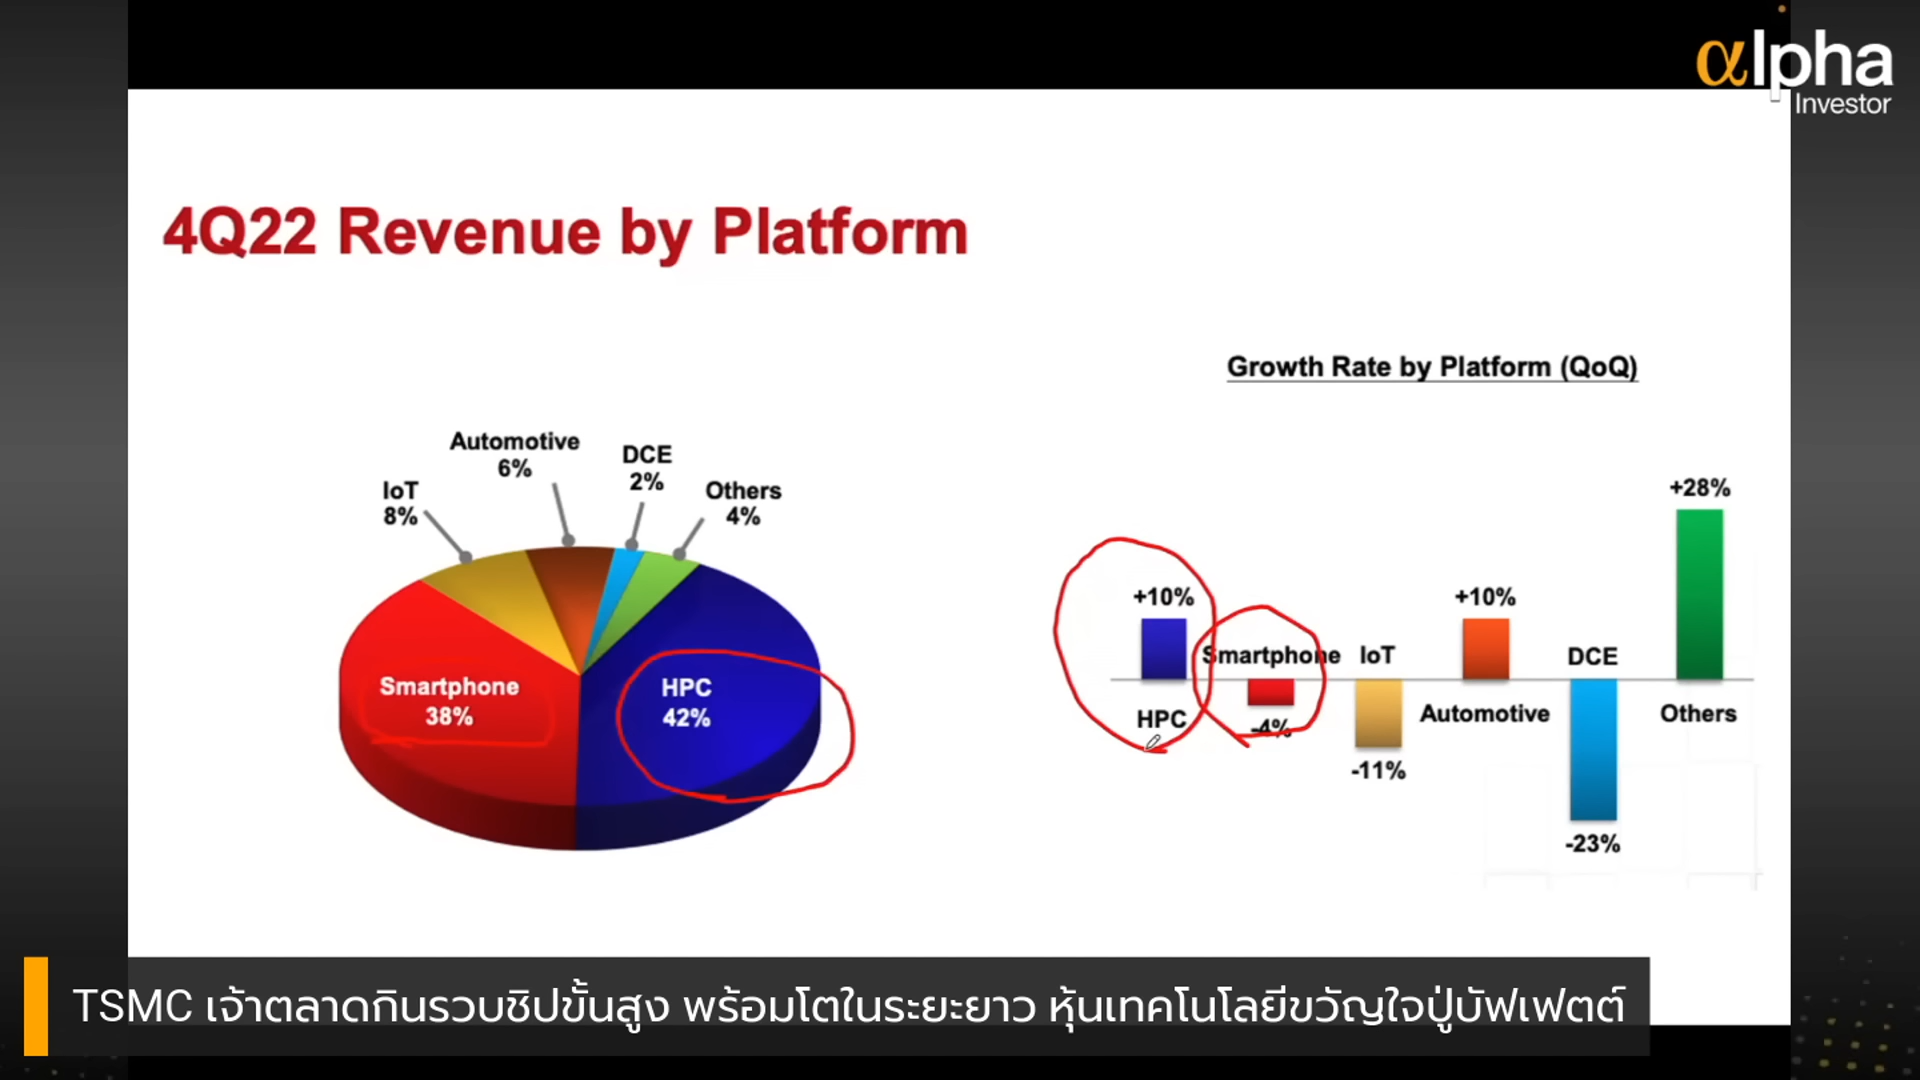 αlpha
Investor
4Q22 Revenue by Platform
Growth Rate by Platform (QoQ)
Automotive
6%
DCE
2%
IoT
8%
Others
4%
Smartphone
38%
HPC
42%
+10%
HPC
Smartphone
-4%
IoT
-11%
+10%
Automotive
DCE
-23%
+28%
Others
TSMC เจ้าตลาดกินรวบชิปขั้นสูง พร้อมโตในระยะยาว หุ้นเทคโนโลยีขวัญใจปู่บัฟเฟตต์